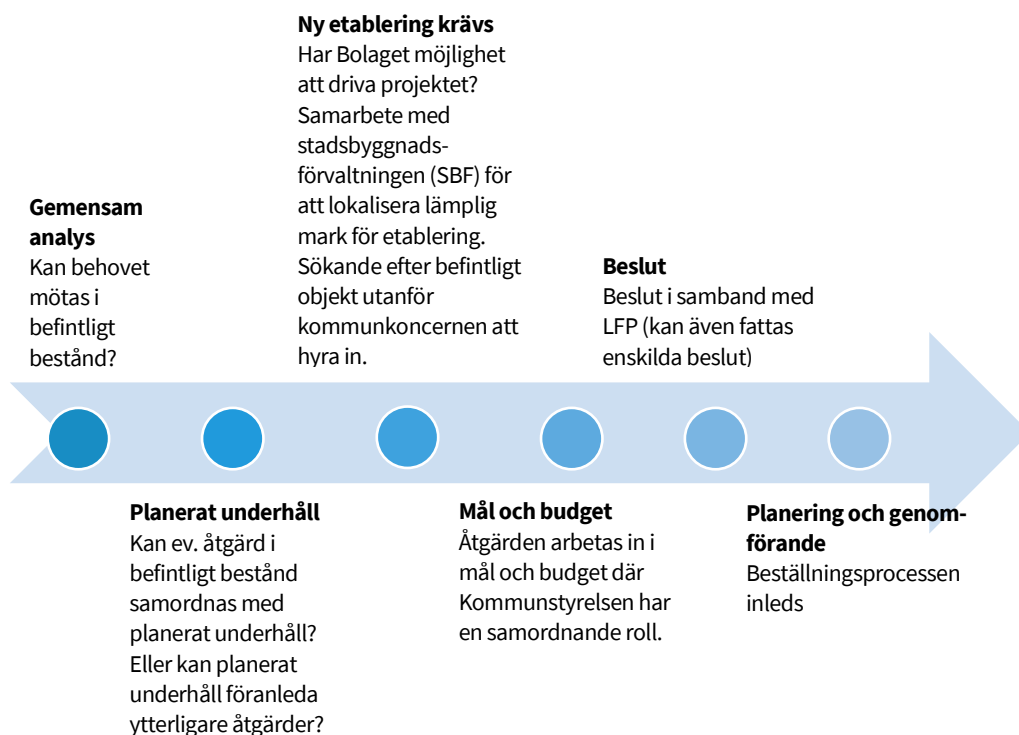 Gemensam
analys
Kan behovet
mötas i
befintligt
bestånd?
Planerat underhåll
Kan ev. åtgärd i
befintligt bestånd
samordnas med
planerat underhåll?
Eller kan planerat
underhåll föranleda
ytterligare åtgärder?
Ny etablering krävs
Har Bolaget möjlighet
att driva projektet?
Samarbete med
stadsbyggnads-
förvaltningen (SBF) för
att lokalisera lämplig
mark för etablering.
Sökande efter befintligt
objekt utanför
kommunkoncernen att
hyra in.
Mål och budget
Åtgärden arbetas in i
mål och budget där
Kommunstyrelsen har
en samordnande roll.
Beslut
Beslut i samband med
LFP (kan även fattas
enskilda beslut)
Planering och genom-
förande
Beställningsprocessen
inleds